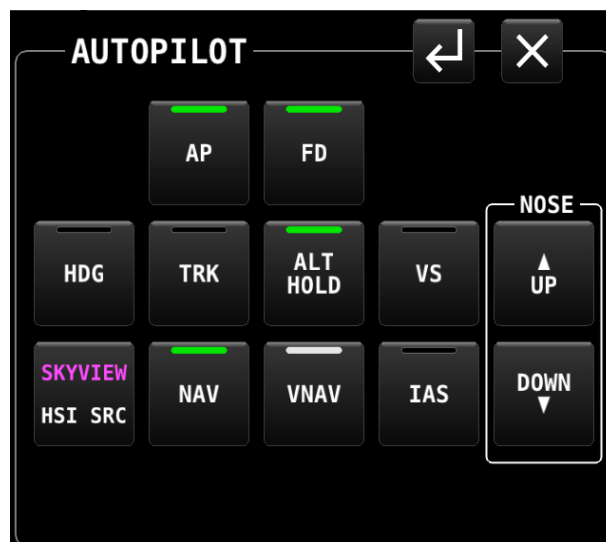 AUTOPILOT
AP
FD
NOSE
HDG
TRK
ALT
HOLD
VS
UP
SKYVIEW
HSI SRC
NAV
VNAV
IAS
DOWN